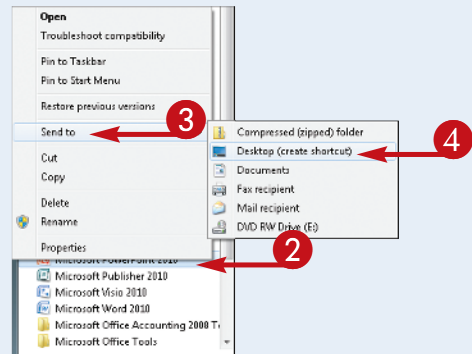 Open
Troubleshoot compatibility
Pin to Taskbar
Pin to Start Menu
Restore previous versions
Send to
3
Cut
Copy
Delete
Rename
Properties
Compressed (zipped) folder
Desktop (create shortcut)
4
Documents
Fax recipient
Mail recipient
DVD RW Drive (E:)
2
Microsoft PowerPoint 2010
Microsoft Publisher 2010
Microsoft Visio 2010
Microsoft Word 2010
Microsoft Office Accounting 2008 T
Microsoft Office Tools